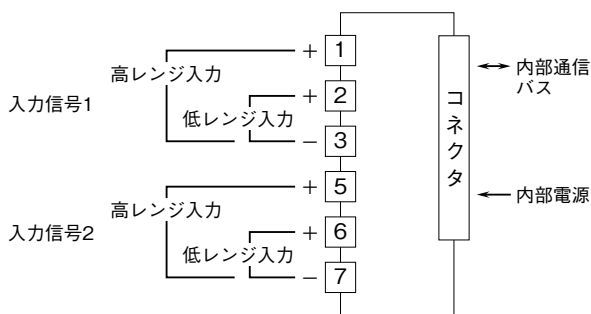 + 1
高レンジ入力
+ 2
入力信号1
低レンジ入力
− 3
+ 5
高レンジ入力
+ 6
入力信号2
低レンジ入力
− 7
コネクタ
内部通信
バス
内部電源